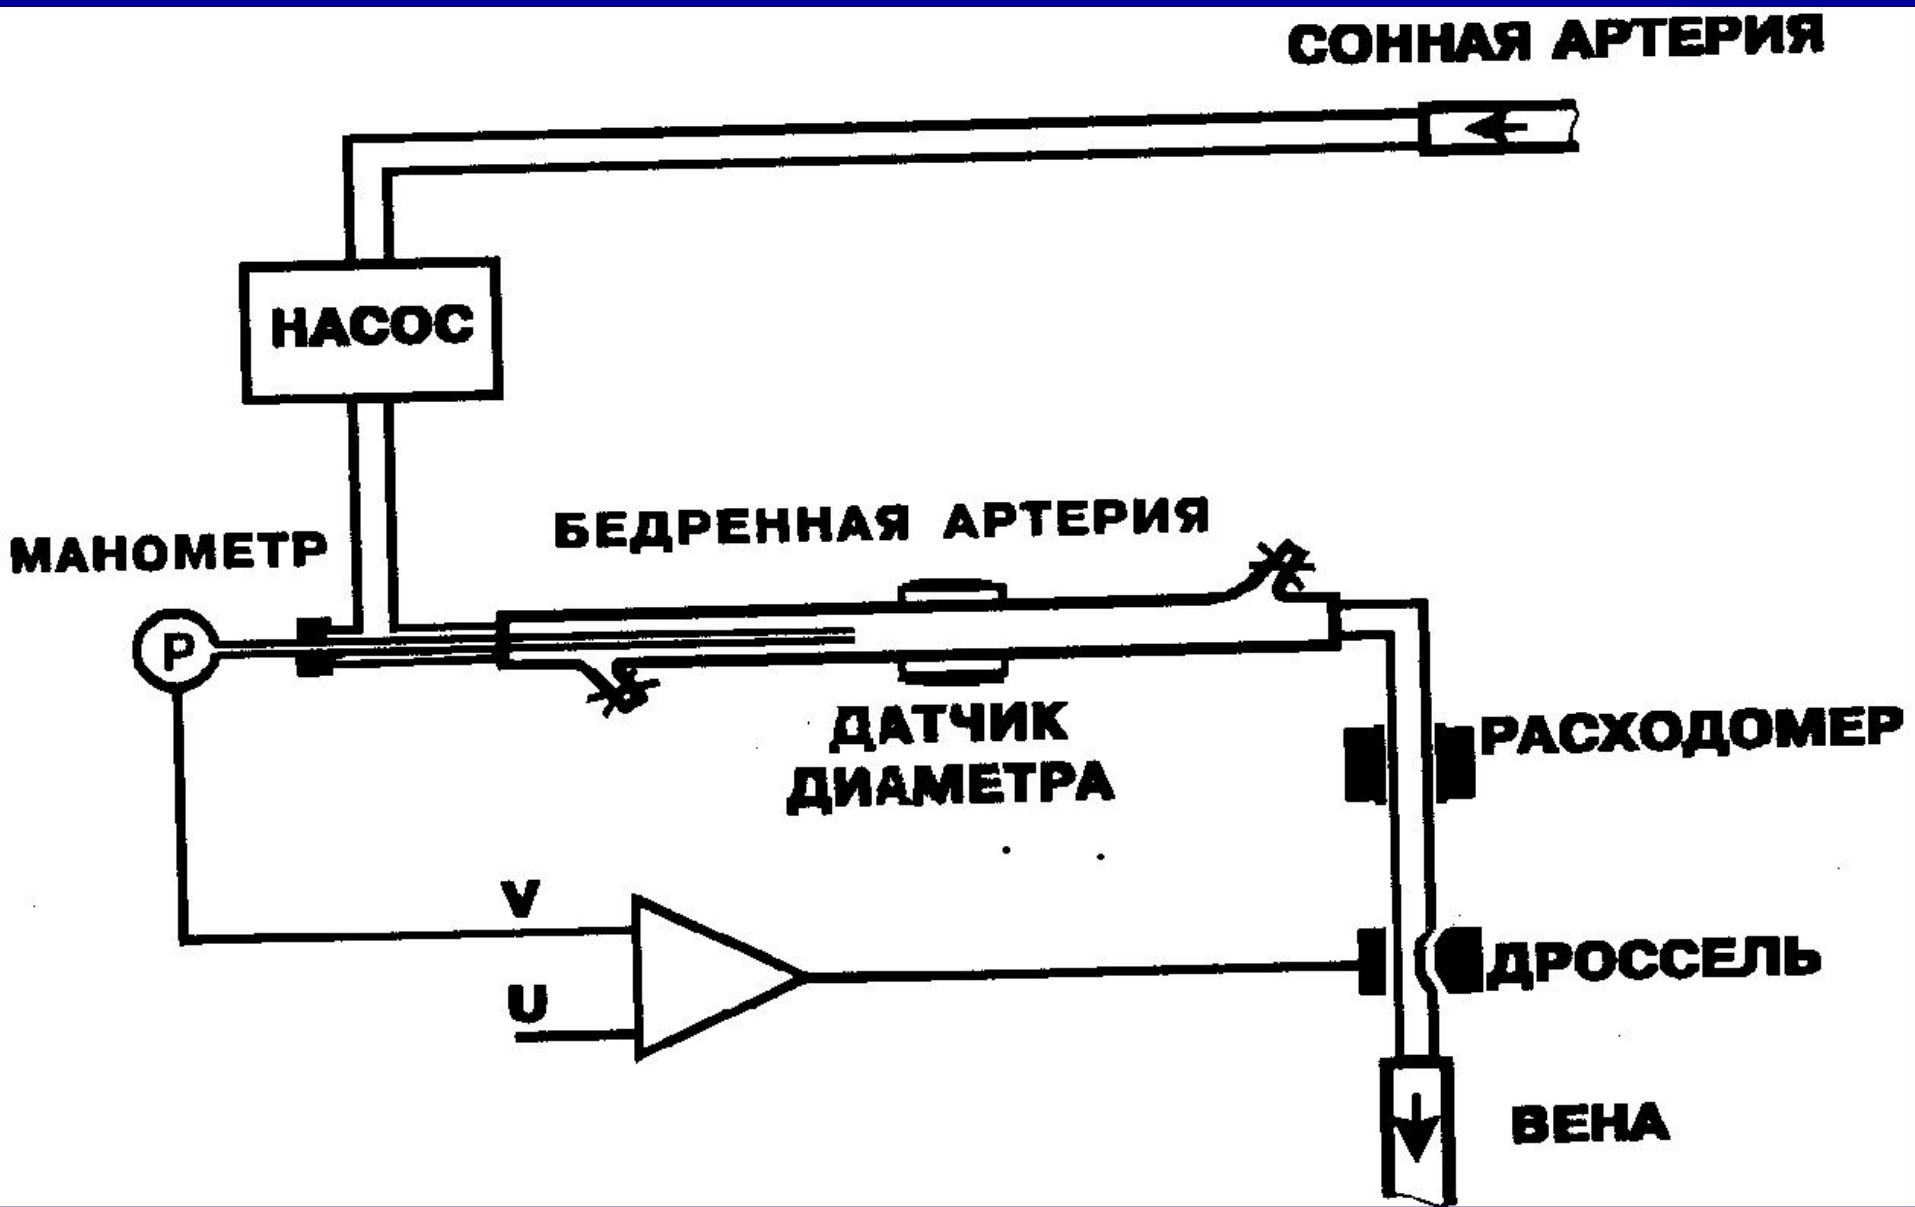 СОННАЯ АРТЕРИЯ
НАСОС
БЕДРЕННАЯ АРТЕРИЯ
МАНОМЕТР
P
ДАТЧИК
ДИАМЕТРА
РАСХОДОМЕР
V
U
ДРОССЕЛЬ
ВЕНА